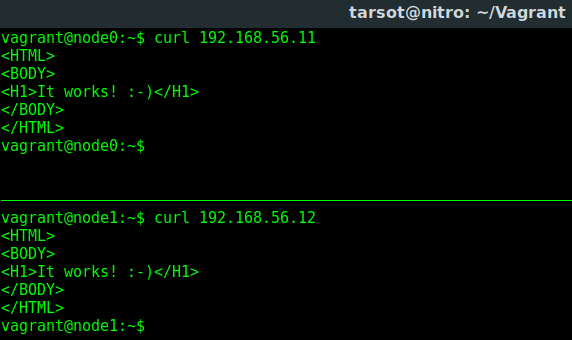 tarsot@nitro: ~/Vagrant
vagrant@node0:~$ curl 192.168.56.11
<HTML>
<BODY>
<H1>It works! :-)</H1>
</BODY>
</HTML>
vagrant@node0:~$
vagrant@node1:~$ curl 192.168.56.12
<HTML>
<BODY>
<H1>It works! :-)</H1>
</BODY>
</HTML>
vagrant@node1:~$